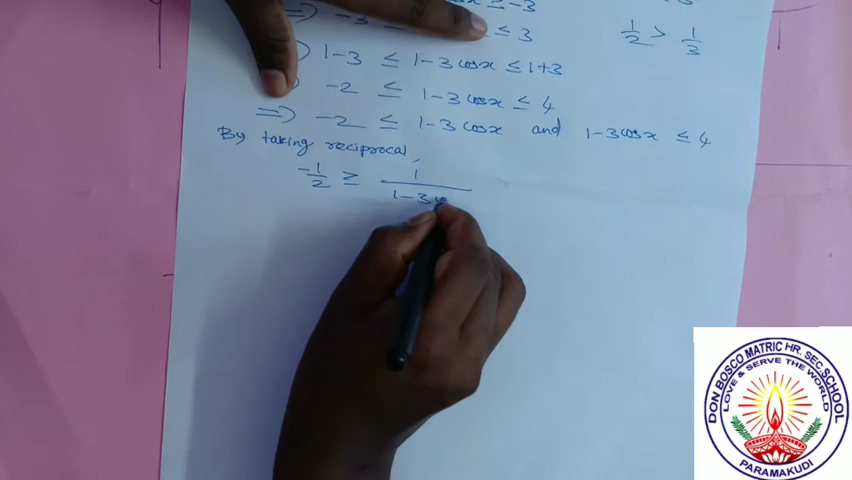 ≥ -3
=> -3 ≤ 3
1/2 > 1/3
1-3 ≤ 1-3cosx ≤ 1+3
-2 ≤ 1-3cosx ≤ 4
=> -2 ≤ 1-3cosx and 1-3cosx ≤ 4
By taking reciprocal,
-1/2 ≥ 1/1-3
DON BOSCO MATRIC HR. SEC. SCHOOL
LOVE & SERVE THE WORLD
PARAMAKUDI